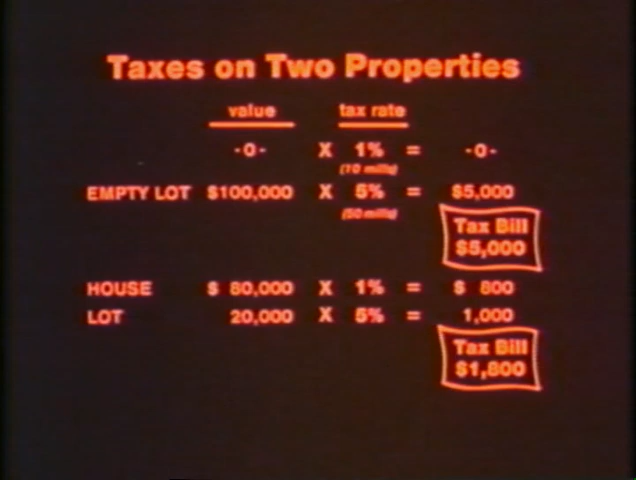 Taxes on Two Properties
value tax rate
-0- X 1% = -0-
(10 mills)
EMPTY LOT $100,000 X 5% = $5,000
(50 mills)
Tax Bill
$5,000
HOUSE $ 80,000 X 1% = $ 800
LOT 20,000 X 5% = 1,000
Tax Bill
$1,800